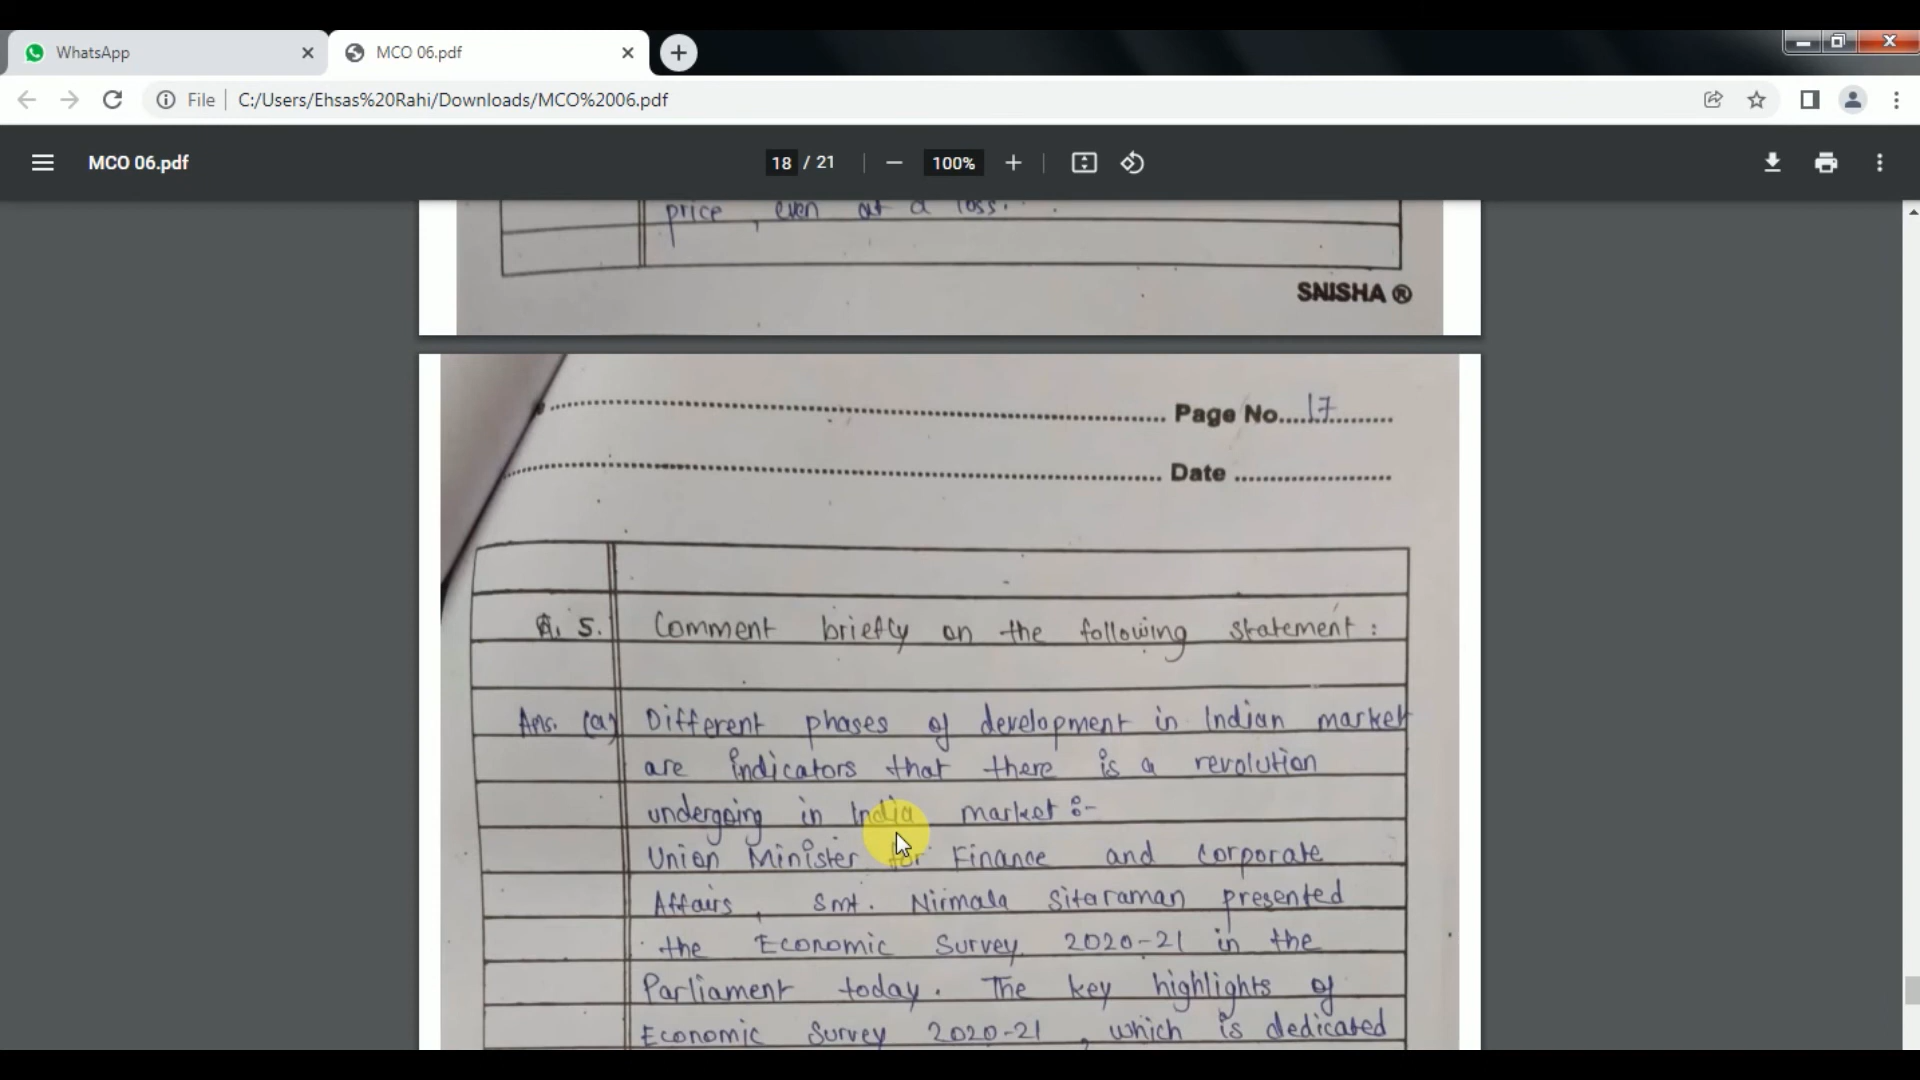 WhatsApp
MCO 06.pdf
File
C:/Users/Ehsas%20Rahi/Downloads/MCO%2006.pdf
MCO 06.pdf
18 / 21
100%
price, even at a loss.
SNISHA ®
Page No. 17
Date
Q. 5. Comment briefly on the following statement :
Ans. (a) Different phases of development in Indian market
are indicators that there is a revolution
undergoing in India market :-
Union Minister for Finance and corporate
Affairs, Smt. Nirmala Sitaraman presented
the Economic Survey 2020-21 in the
Parliament today. The key highlights of
Economic Survey 2020-21, which is dedicated